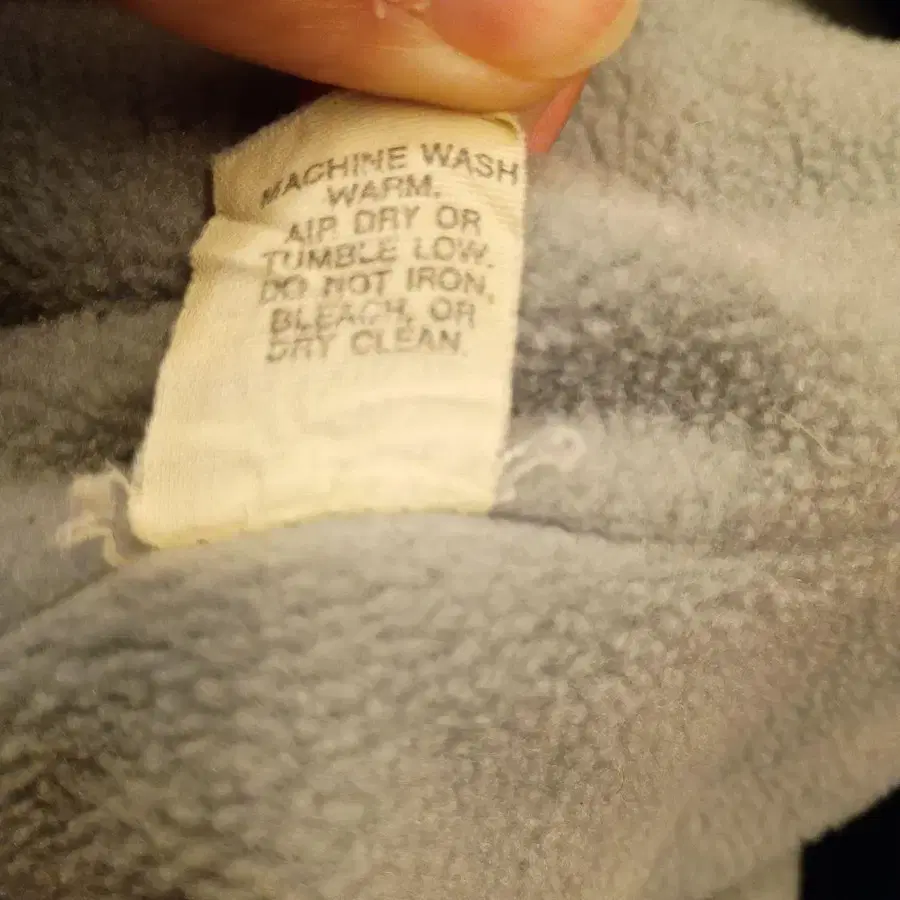 MACHINE WASH
WARM.
AIR DRY OR
TUMBLE LOW.
DO NOT IRON,
BLEACH, OR
DRY CLEAN.